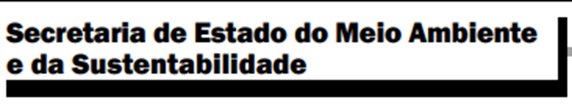 Secretaria de Estado do Meio Ambiente
e da Sustentabilidade